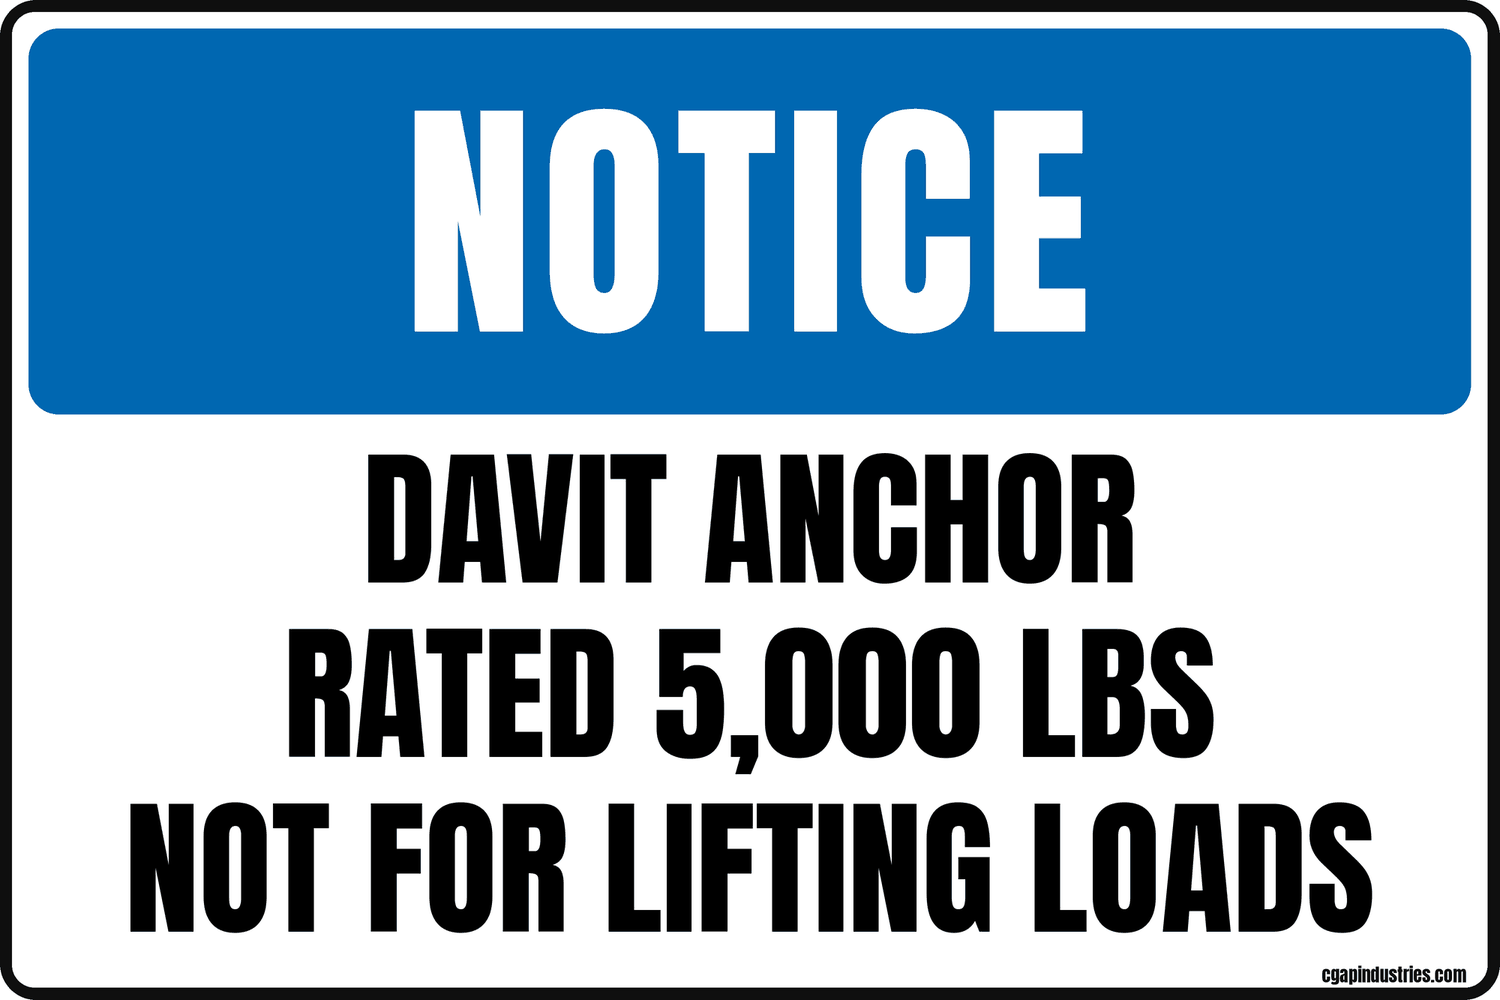 NOTICE
DAVIT ANCHOR
RATED 5,000 LBS
NOT FOR LIFTING LOADS
cgapindustries.com